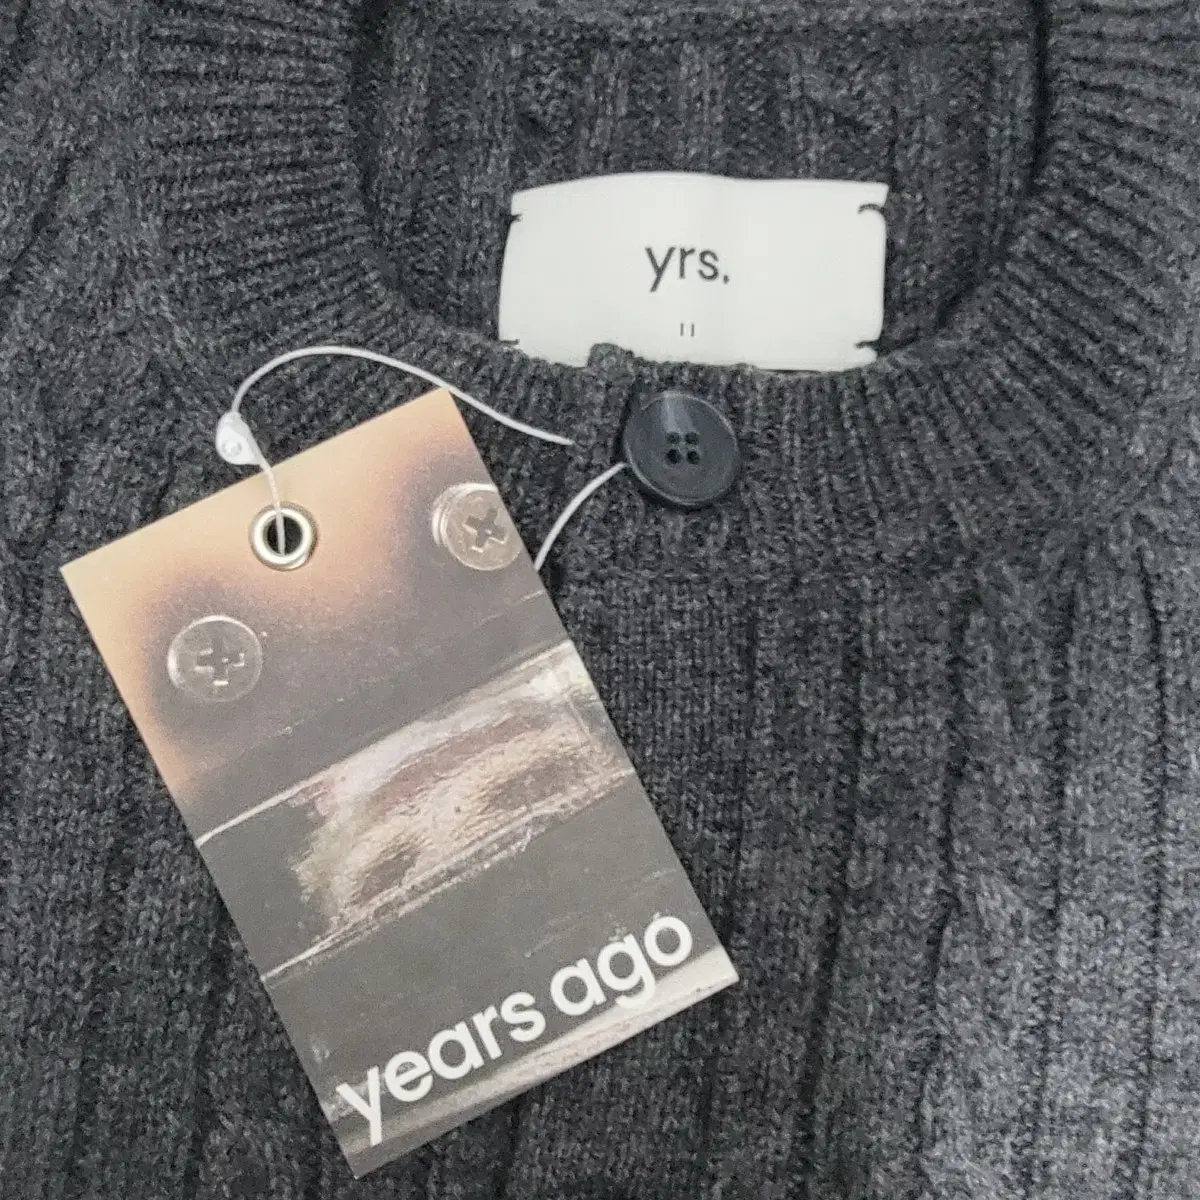 yrs.
II
years ago